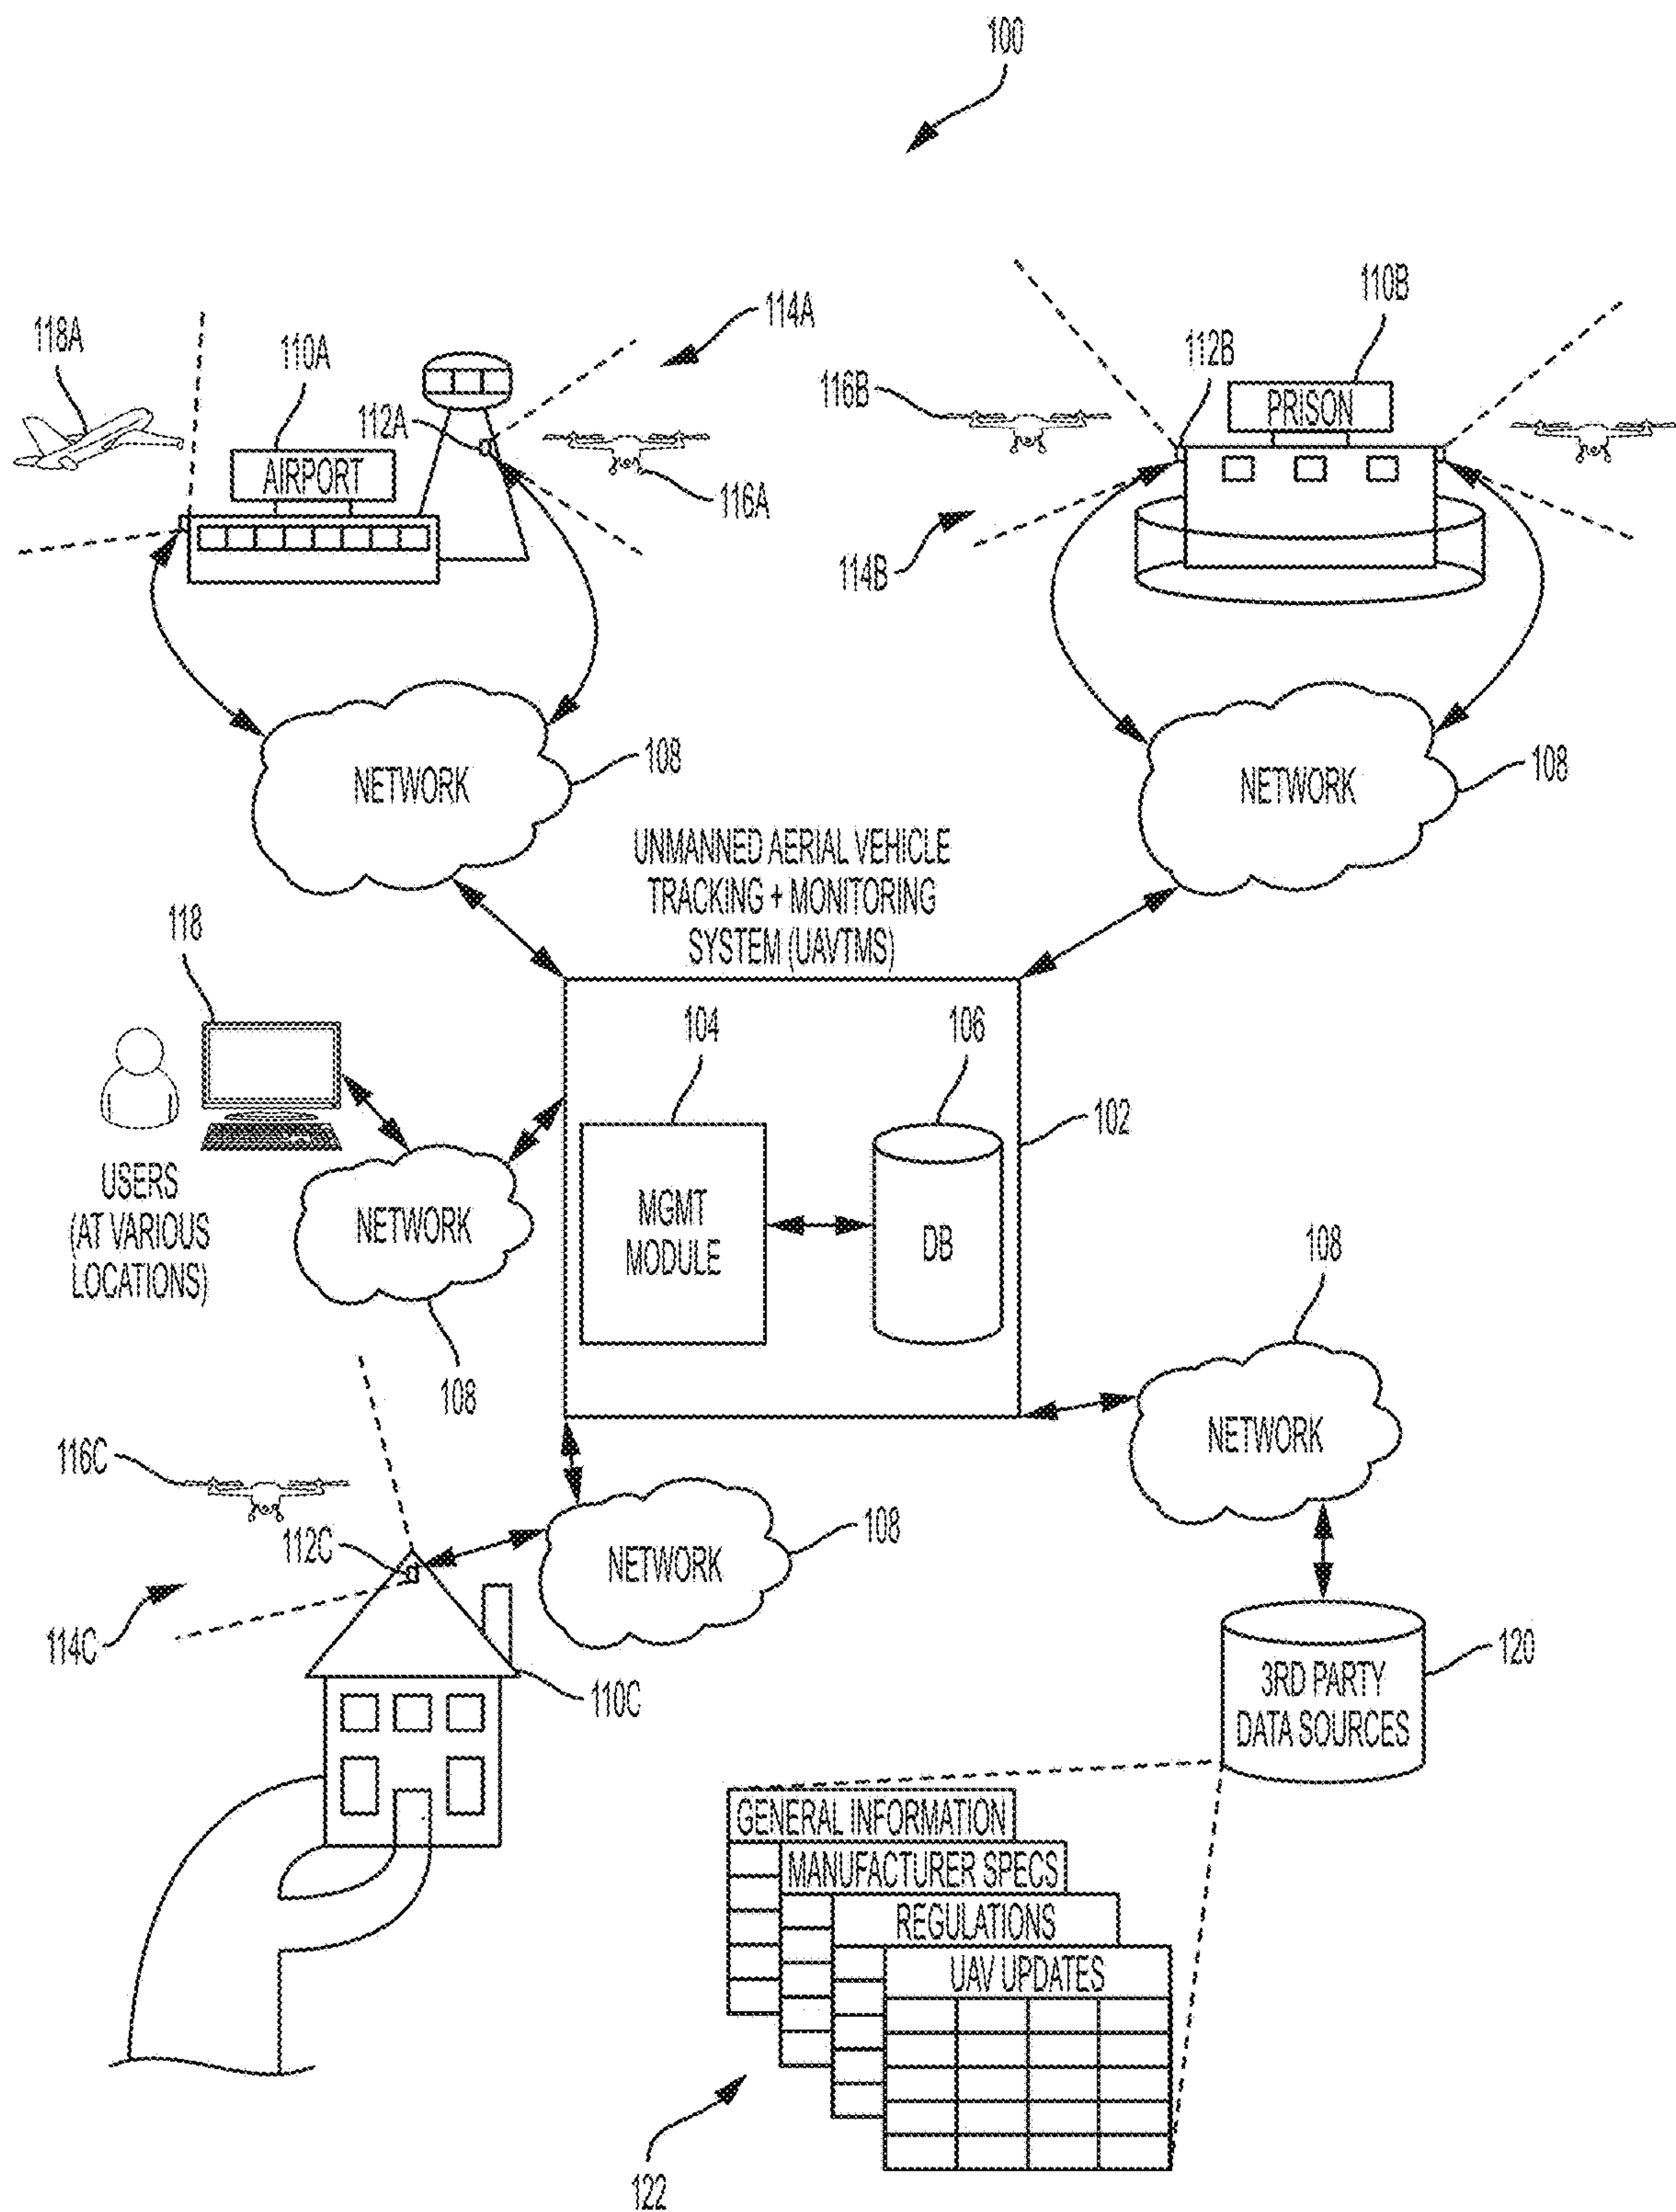 100
118A
110A
114A
112A
AIRPORT
116A
110B
112B
116B
PRISON
114B
NETWORK
108
NETWORK
108
UNMANNED AERIAL VEHICLE
TRACKING + MONITORING
SYSTEM (UAVTMS)
118
104
106
102
USERS
(AT VARIOUS
LOCATIONS)
NETWORK
108
MGMT
MODULE
DB
108
NETWORK
116C
112C
114C
NETWORK
108
110C
3RD PARTY
DATA SOURCES
120
GENERAL INFORMATION
MANUFACTURER SPECS
REGULATIONS
UAV UPDATES
122